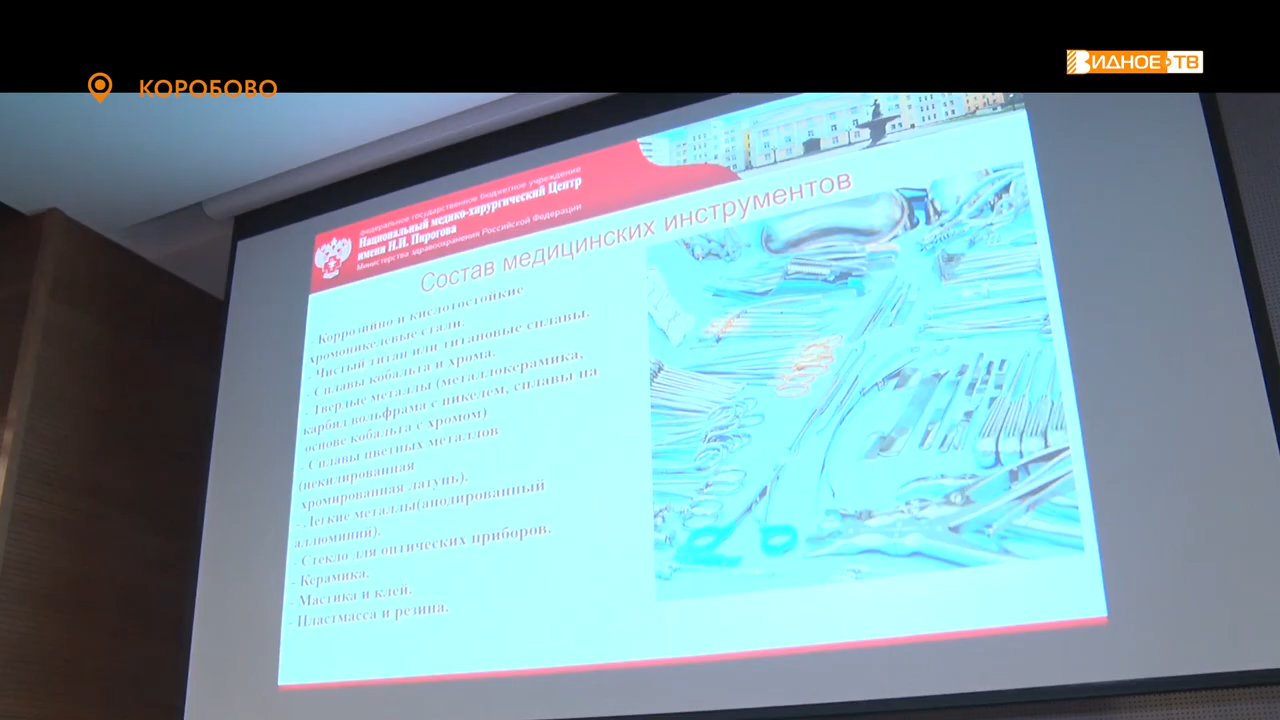 КОРОБОВО
ВИДНОЕ ТВ
федеральное государственное бюджетное учреждение
Национальный медико-хирургический Центр
имени Н.И. Пирогова
Министерства здравоохранения Российской Федерации
Состав медицинских инструментов
- Коррозийно и кислотостойкие
хромоникелевые стали.
- Чистый титан или титановые сплавы.
- Сплавы кобальта и хрома.
- Твердые металлы (металлокерамика,
карбид вольфрама с никелем, сплавы на
основе кобальта с хромом)
- Сплавы цветных металлов
(некилированная
хромированная латунь).
- . Легкие металлы(анодированный
аллюминий).
- Стекло для оптических приборов.
- Керамика.
- Мастика и клей.
- Пластмасса и резина.